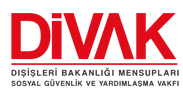 DİVAK
DIŞİŞLERİ BAKANLIĞI MENSUPLARI
SOSYAL GÜVENLİK VE YARDIMLAŞMA VAKFI